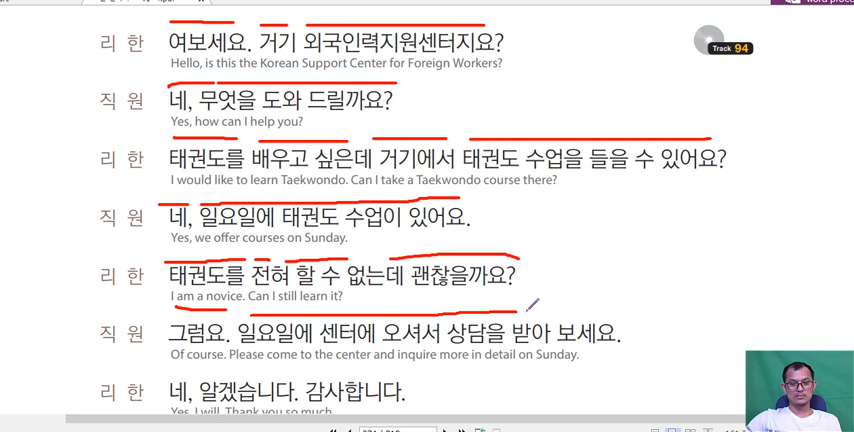 Track 94
리 한 여보세요. 거기 외국인력지원센터지요?
Hello, is this the Korean Support Center for Foreign Workers?
직 원 네, 무엇을 도와 드릴까요?
Yes, how can I help you?
리 한 태권도를 배우고 싶은데 거기에서 태권도 수업을 들을 수 있어요?
I would like to learn Taekwondo. Can I take a Taekwondo course there?
직 원 네, 일요일에 태권도 수업이 있어요.
Yes, we offer courses on Sunday.
리 한 태권도를 전혀 할 수 없는데 괜찮을까요?
I am a novice. Can I still learn it?
직 원 그럼요. 일요일에 센터에 오셔서 상담을 받아 보세요.
Of course. Please come to the center and inquire more in detail on Sunday.
리 한 네, 알겠습니다. 감사합니다.
Yes, I will. Thank you so much